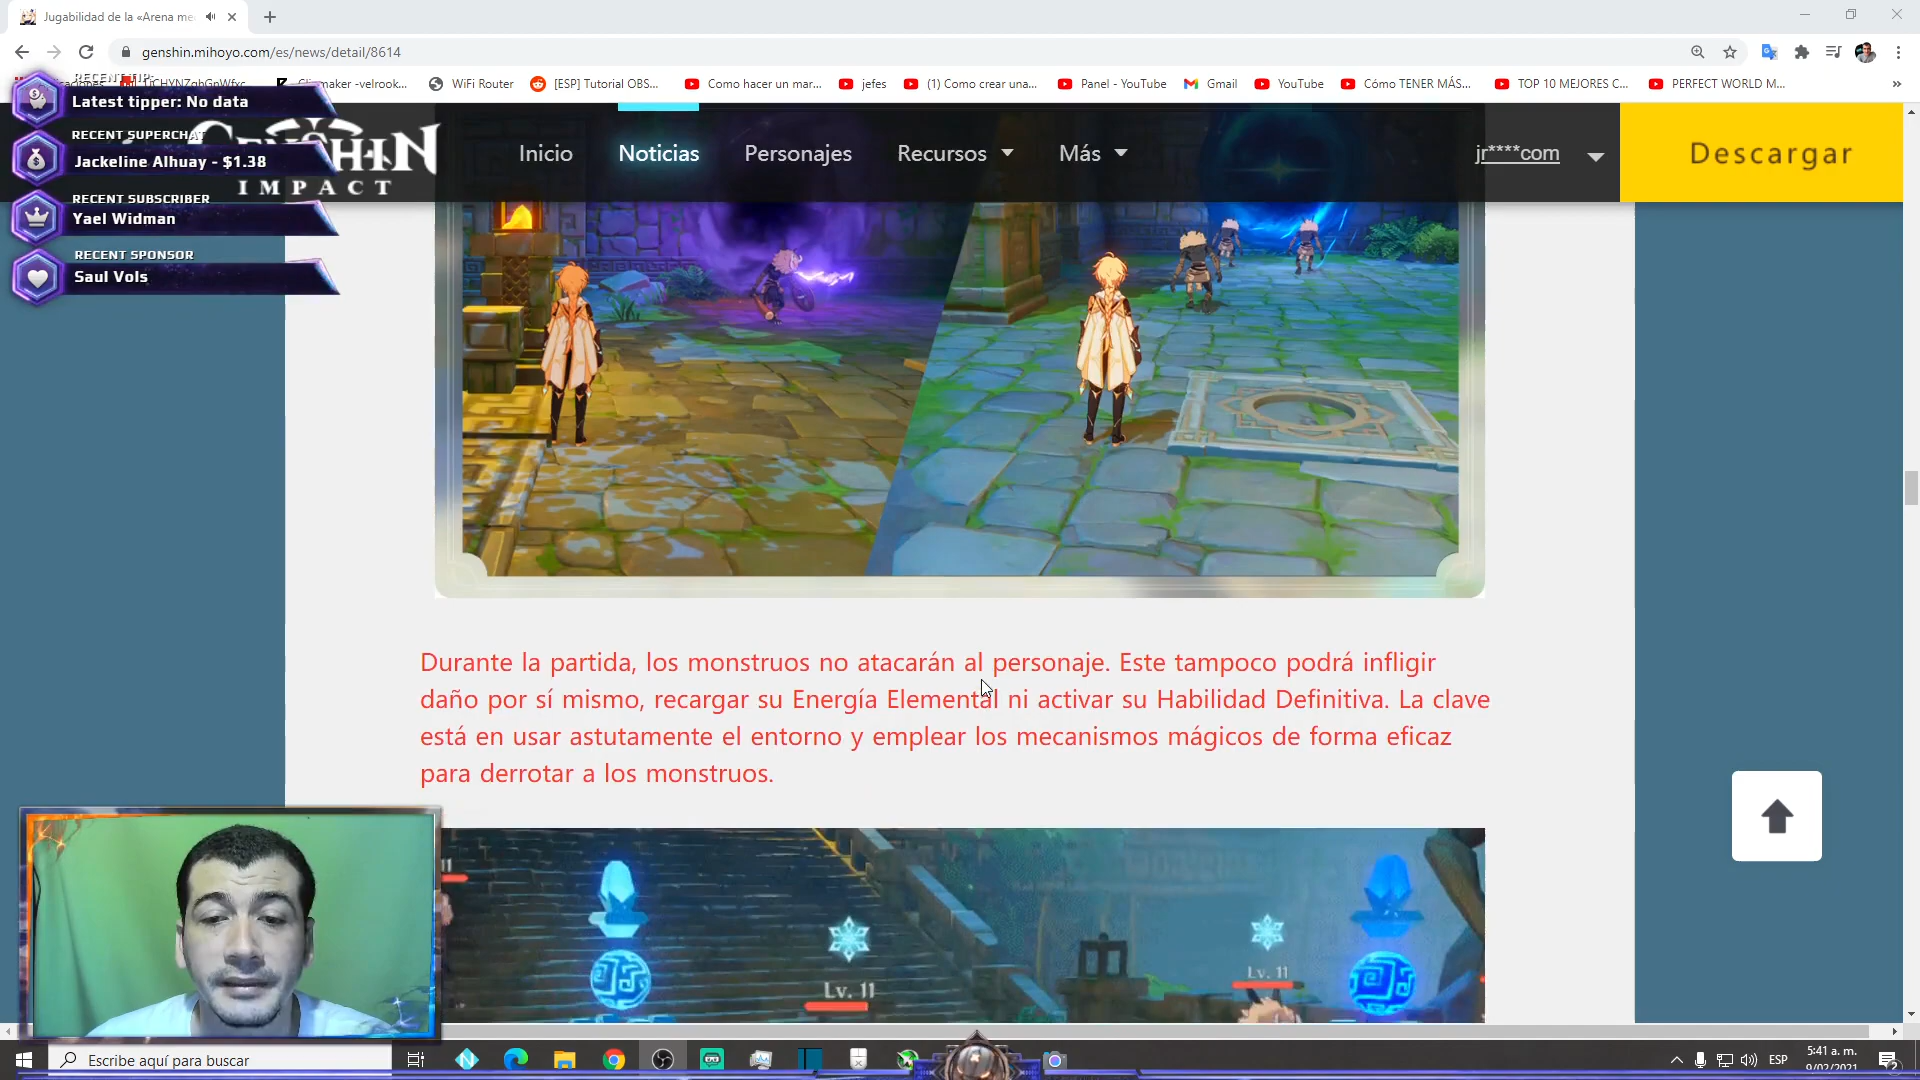 Jugabilidad de la «Arena me
genshin.mihoyo.com/es/news/detail/8614
WiFi Router
[ESP] Tutorial OBS...
Como hacer un mar...
jefes
(1) Como crear una...
Panel - YouTube
Gmail
YouTube
Cómo TENER MÁS...
TOP 10 MEJORES C...
PERFECT WORLD M...
»
RECENT TIP:
Latest tipper: No data
RECENT SUPERCHAT
Jackeline Alhuay - $1.38
RECENT SUBSCRIBER
Yael Widman
RECENT SPONSOR
Saul Vols
IMPACT
Inicio
Noticias
Personajes
Recursos
Más
jr****com
Descargar
Durante la partida, los monstruos no atacarán al personaje. Este tampoco podrá infligir
daño por sí mismo, recargar su Energía Elemental ni activar su Habilidad Definitiva. La clave
está en usar astutamente el entorno y emplear los mecanismos mágicos de forma eficaz
para derrotar a los monstruos.
Lv. 11
Lv. 11
Escribe aquí para buscar
ESP
5:41 a. m.
9/02/2021
2